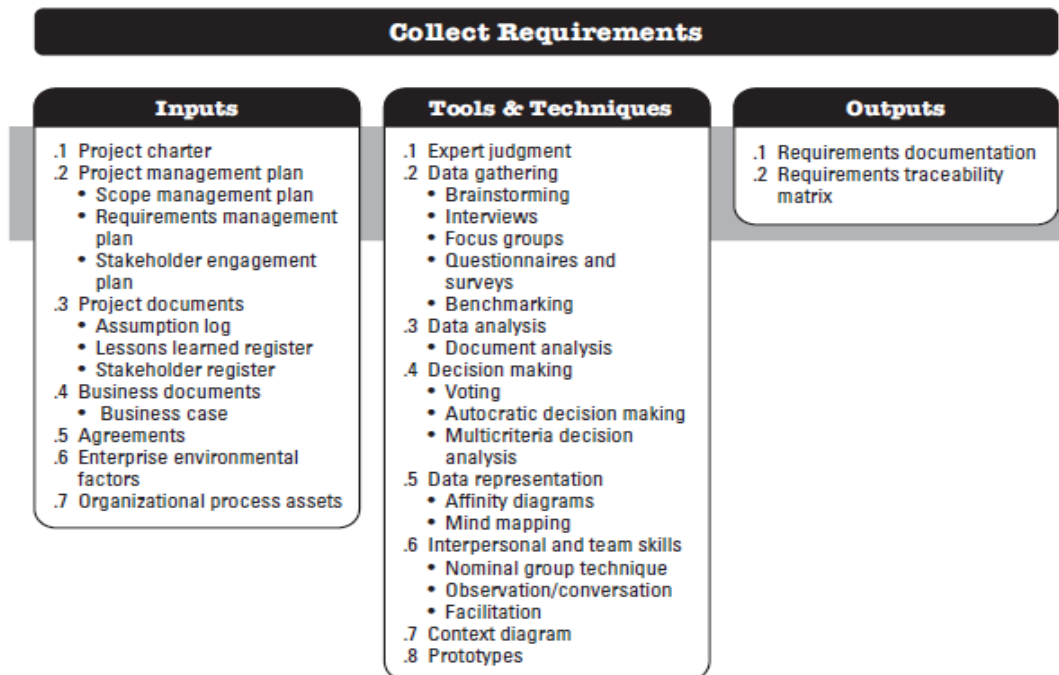 Collect Requirements
Inputs
.1 Project charter
.2 Project management plan
• Scope management plan
• Requirements management
plan
• Stakeholder engagement
plan
.3 Project documents
• Assumption log
• Lessons learned register
• Stakeholder register
.4 Business documents
• Business case
.5 Agreements
.6 Enterprise environmental
factors
.7 Organizational process assets
Tools & Techniques
.1 Expert judgment
.2 Data gathering
• Brainstorming
• Interviews
• Focus groups
• Questionnaires and
surveys
• Benchmarking
.3 Data analysis
• Document analysis
.4 Decision making
• Voting
• Autocratic decision making
• Multicriteria decision
analysis
.5 Data representation
• Affinity diagrams
• Mind mapping
.6 Interpersonal and team skills
• Nominal group technique
• Observation/conversation
• Facilitation
.7 Context diagram
.8 Prototypes
Outputs
.1 Requirements documentation
.2 Requirements traceability
matrix